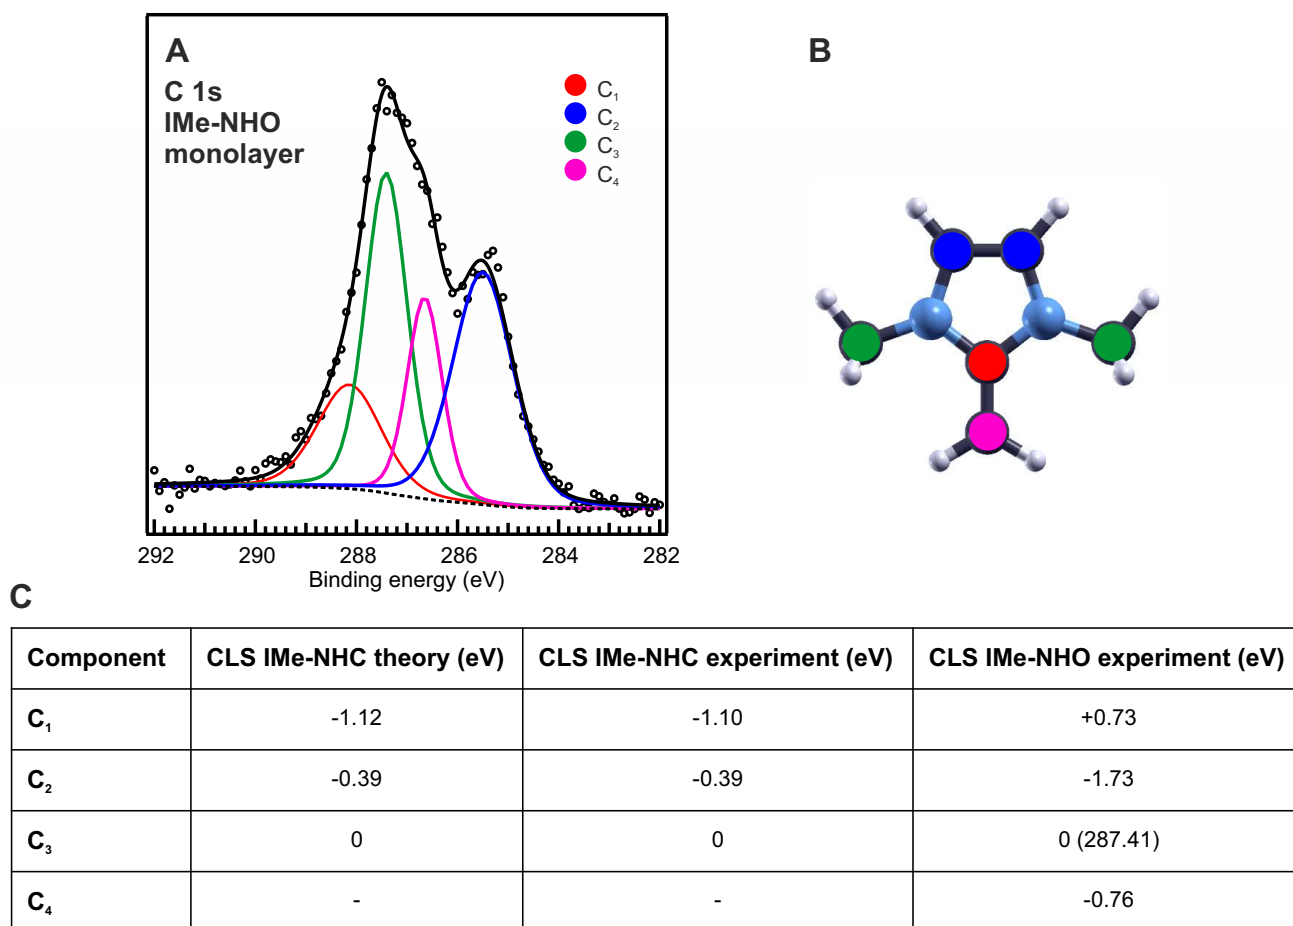 A
C 1s
IMe-NHO
monolayer
C₁
C₂
C₃
C₄
292 290 288 286 284 282
Binding energy (eV)
B
C
Component CLS IMe-NHC theory (eV) CLS IMe-NHC experiment (eV) CLS IMe-NHO experiment (eV)
C₁ -1.12 -1.10 +0.73
C₂ -0.39 -0.39 -1.73
C₃ 0 0 0 (287.41)
C₄ - - -0.76